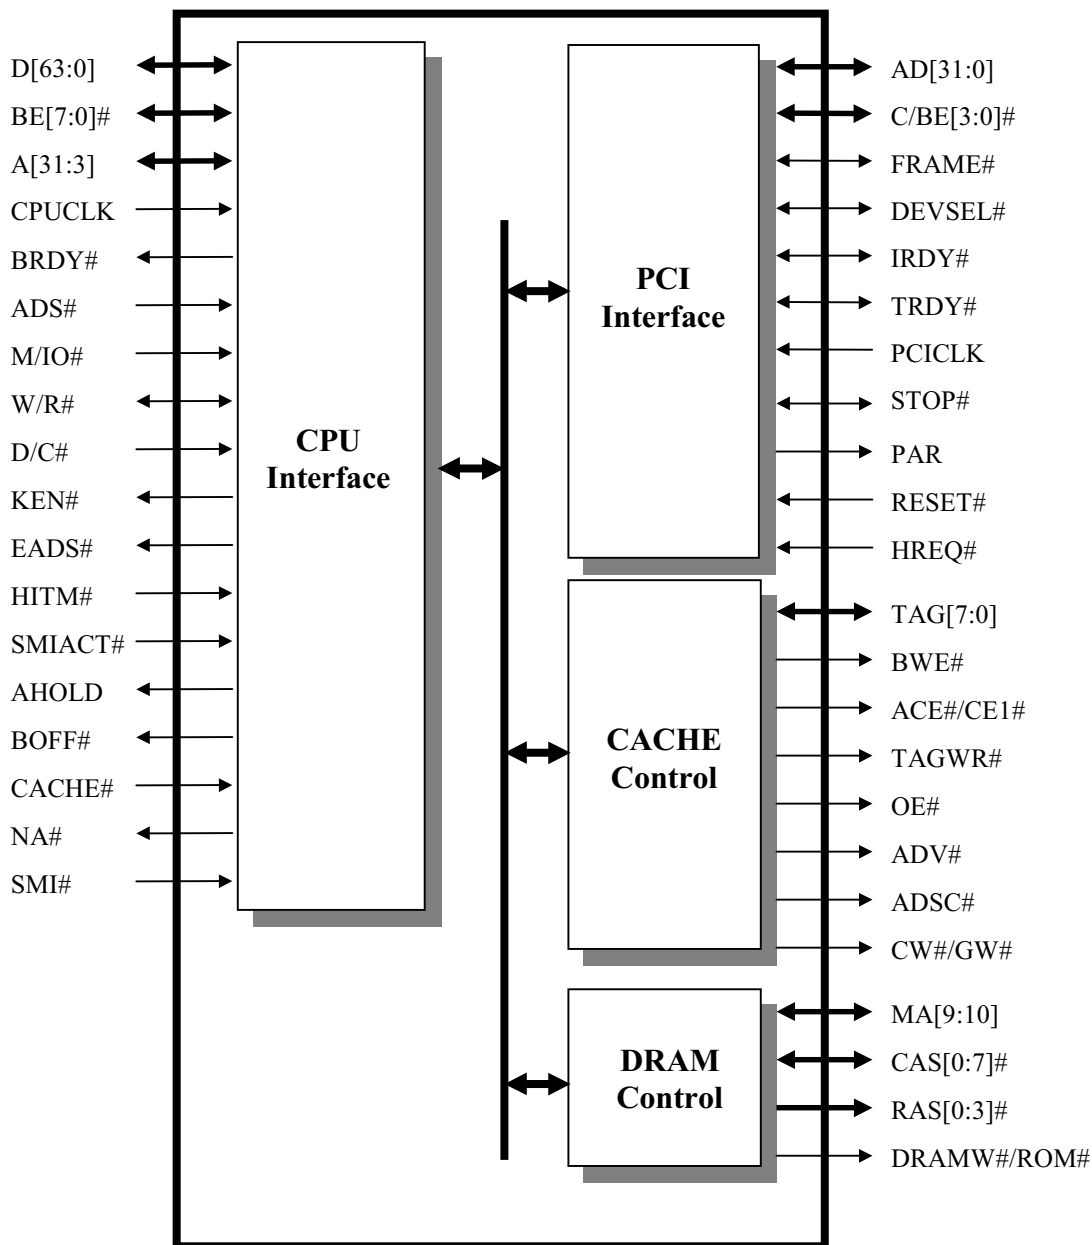 D[63:0]
BE[7:0]#
A[31:3]
CPUCLK
BRDY#
ADS#
M/IO#
W/R#
D/C#
KEN#
EADS#
HITM#
SMIACT#
AHOLD
BOFF#
CACHE#
NA#
SMI#
CPU
Interface
PCI
Interface
CACHE
Control
DRAM
Control
AD[31:0]
C/BE[3:0]#
FRAME#
DEVSEL#
IRDY#
TRDY#
PCICLK
STOP#
PAR
RESET#
HREQ#
TAG[7:0]
BWE#
ACE#/CE1#
TAGWR#
OE#
ADV#
ADSC#
CW#/GW#
MA[9:10]
CAS[0:7]#
RAS[0:3]#
DRAMW#/ROM#